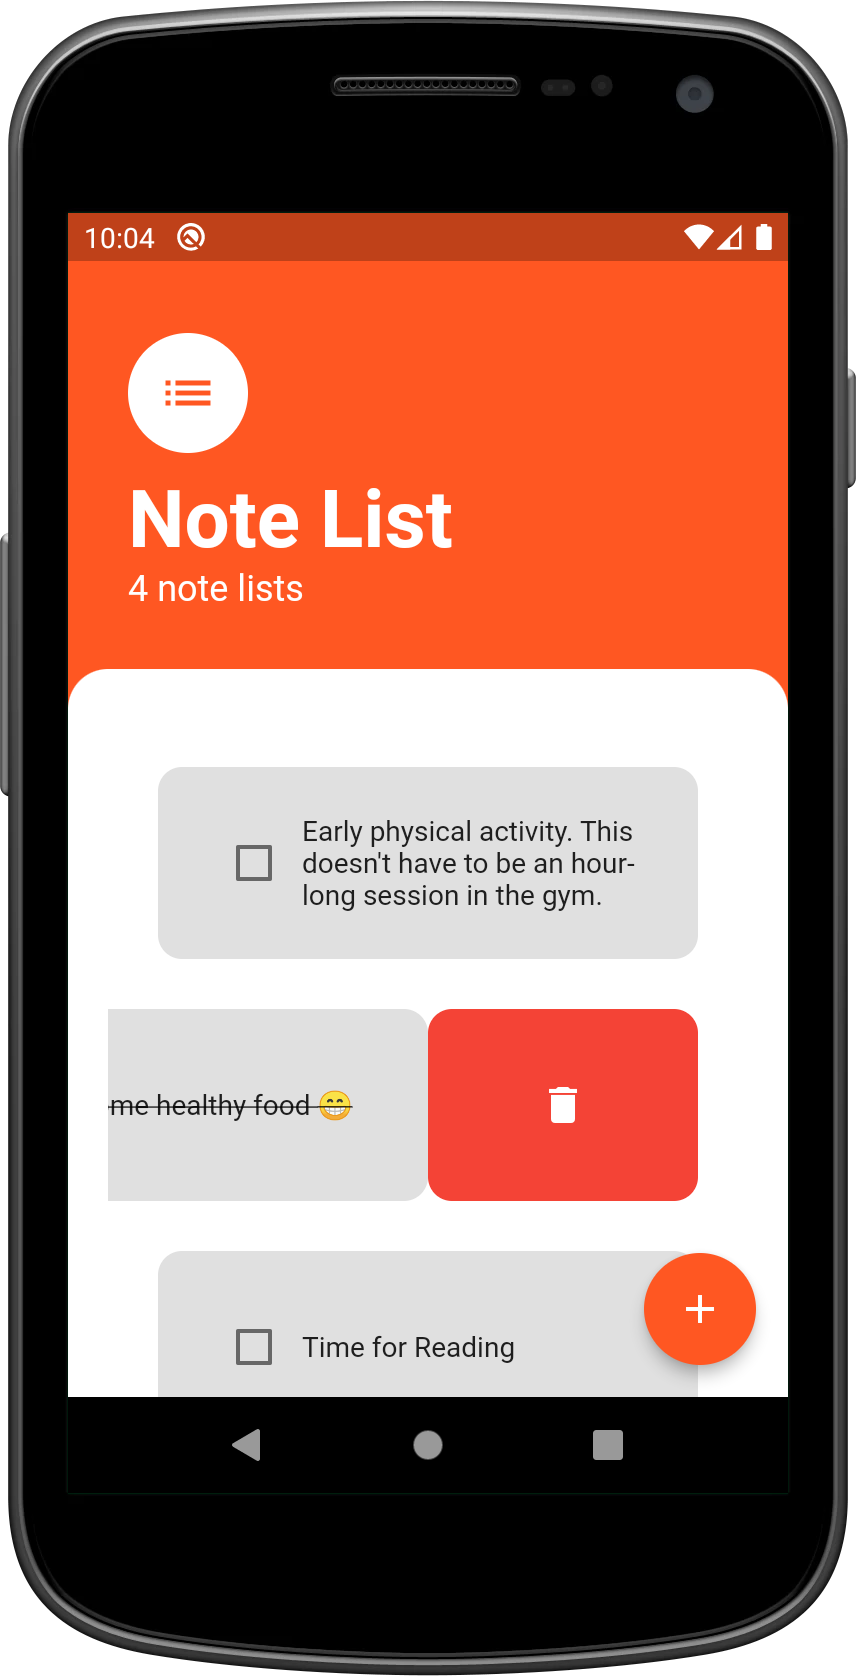 10:04
Note List
4 note lists
Early physical activity. This
doesn't have to be an hour-
long session in the gym.
me healthy food 😁
Time for Reading